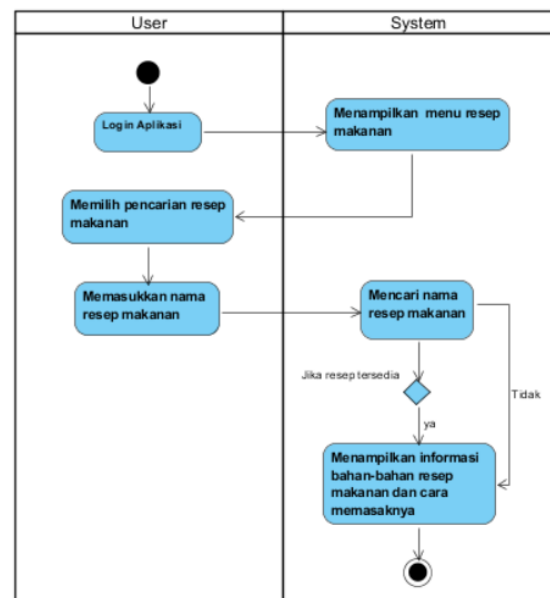 User
System
Login Aplikasi
Menampilkan menu resep
makanan
Memilih pencarian resep
makanan
Memasukkan nama
resep makanan
Mencari nama
resep makanan
Jika resep tersedia
Tidak
ya
Menampilkan informasi
bahan-bahan resep
makanan dan cara
memasaknya